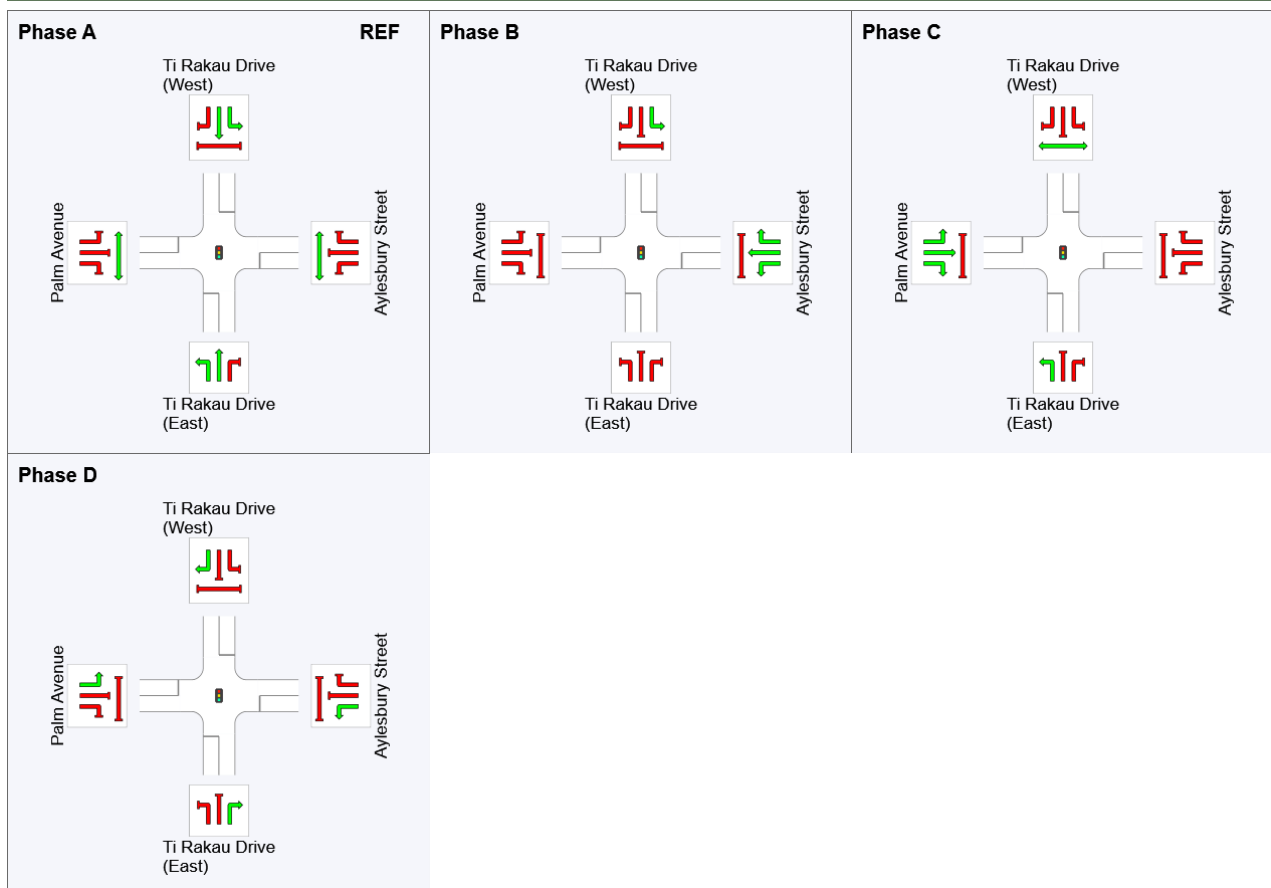 Phase A
REF
Ti Rakau Drive
(West)
Palm Avenue
Aylesbury Street
Ti Rakau Drive
(East)
Phase B
Ti Rakau Drive
(West)
Palm Avenue
Aylesbury Street
Ti Rakau Drive
(East)
Phase C
Ti Rakau Drive
(West)
Palm Avenue
Aylesbury Street
Ti Rakau Drive
(East)
Phase D
Ti Rakau Drive
(West)
Palm Avenue
Aylesbury Street
Ti Rakau Drive
(East)